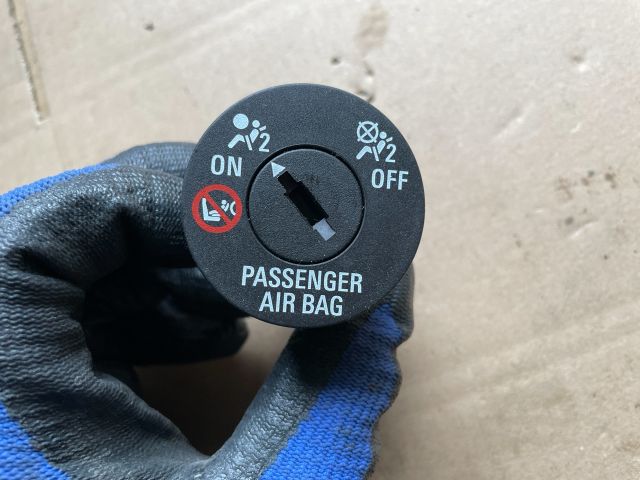 2 2
ON OFF
PASSENGER
AIR BAG